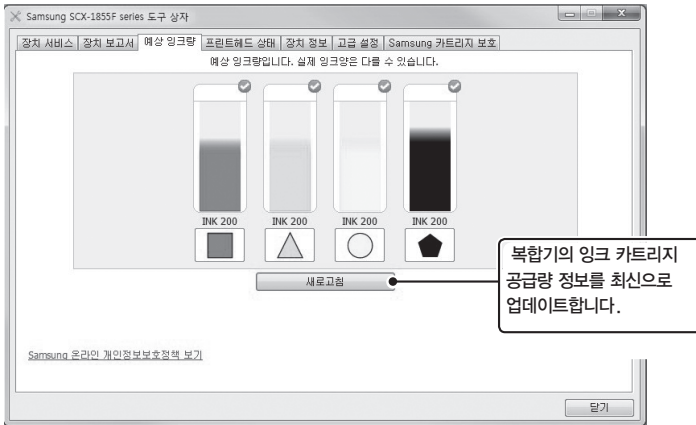 Samsung SCX-1855F series 도구 상자
장치 서비스 장치 보고서 예상 잉크량 프린트헤드 상태 장치 정보 고급 설정 Samsung 카트리지 보호
예상 잉크량입니다. 실제 잉크양은 다를 수 있습니다.
INK 200 INK 200 INK 200 INK 200
새로고침
복합기의 잉크 카트리지
공급량 정보를 최신으로
업데이트합니다.
Samsung 온라인 개인정보보호정책 보기
닫기